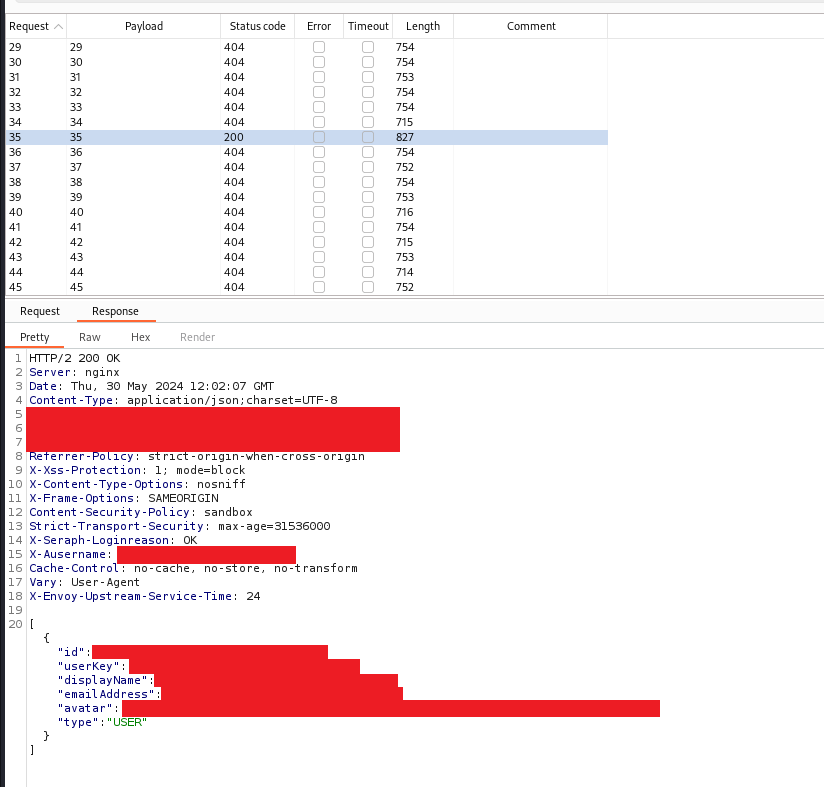 Request Payload Status code Error Timeout Length Comment
29 29 404 754
30 30 404 754
31 31 404 753
32 32 404 754
33 33 404 754
34 34 404 715
35 35 200 827
36 36 404 754
37 37 404 752
38 38 404 754
39 39 404 753
40 40 404 716
41 41 404 754
42 42 404 715
43 43 404 753
44 44 404 714
45 45 404 752
Request Response
Pretty Raw Hex Render
1 HTTP/2 200 OK
2 Server: nginx
3 Date: Thu, 30 May 2024 12:02:07 GMT
4 Content-Type: application/json;charset=UTF-8
5
6
7
8 Referrer-Policy: strict-origin-when-cross-origin
9 X-Xss-Protection: 1; mode=block
10 X-Content-Type-Options: nosniff
11 X-Frame-Options: SAMEORIGIN
12 Content-Security-Policy: sandbox
13 Strict-Transport-Security: max-age=31536000
14 X-Seraph-Loginreason: OK
15 X-Ausername:
16 Cache-Control: no-cache, no-store, no-transform
17 Vary: User-Agent
18 X-Envoy-Upstream-Service-Time: 24
19
20 [
{
"id":
"userKey":
"displayName":
"emailAddress":
"avatar":
"type":"USER"
}
]